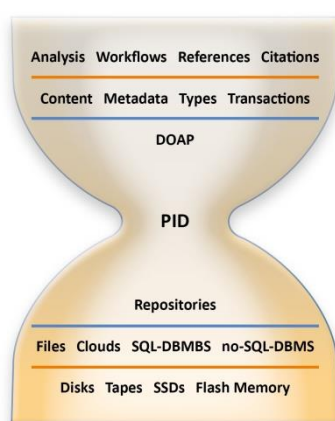 Analysis Workflows References Citations
Content Metadata Types Transactions
DOAP
PID
Repositories
Files Clouds SQL-DBMBS no-SQL-DBMS
Disks Tapes SSDs Flash Memory